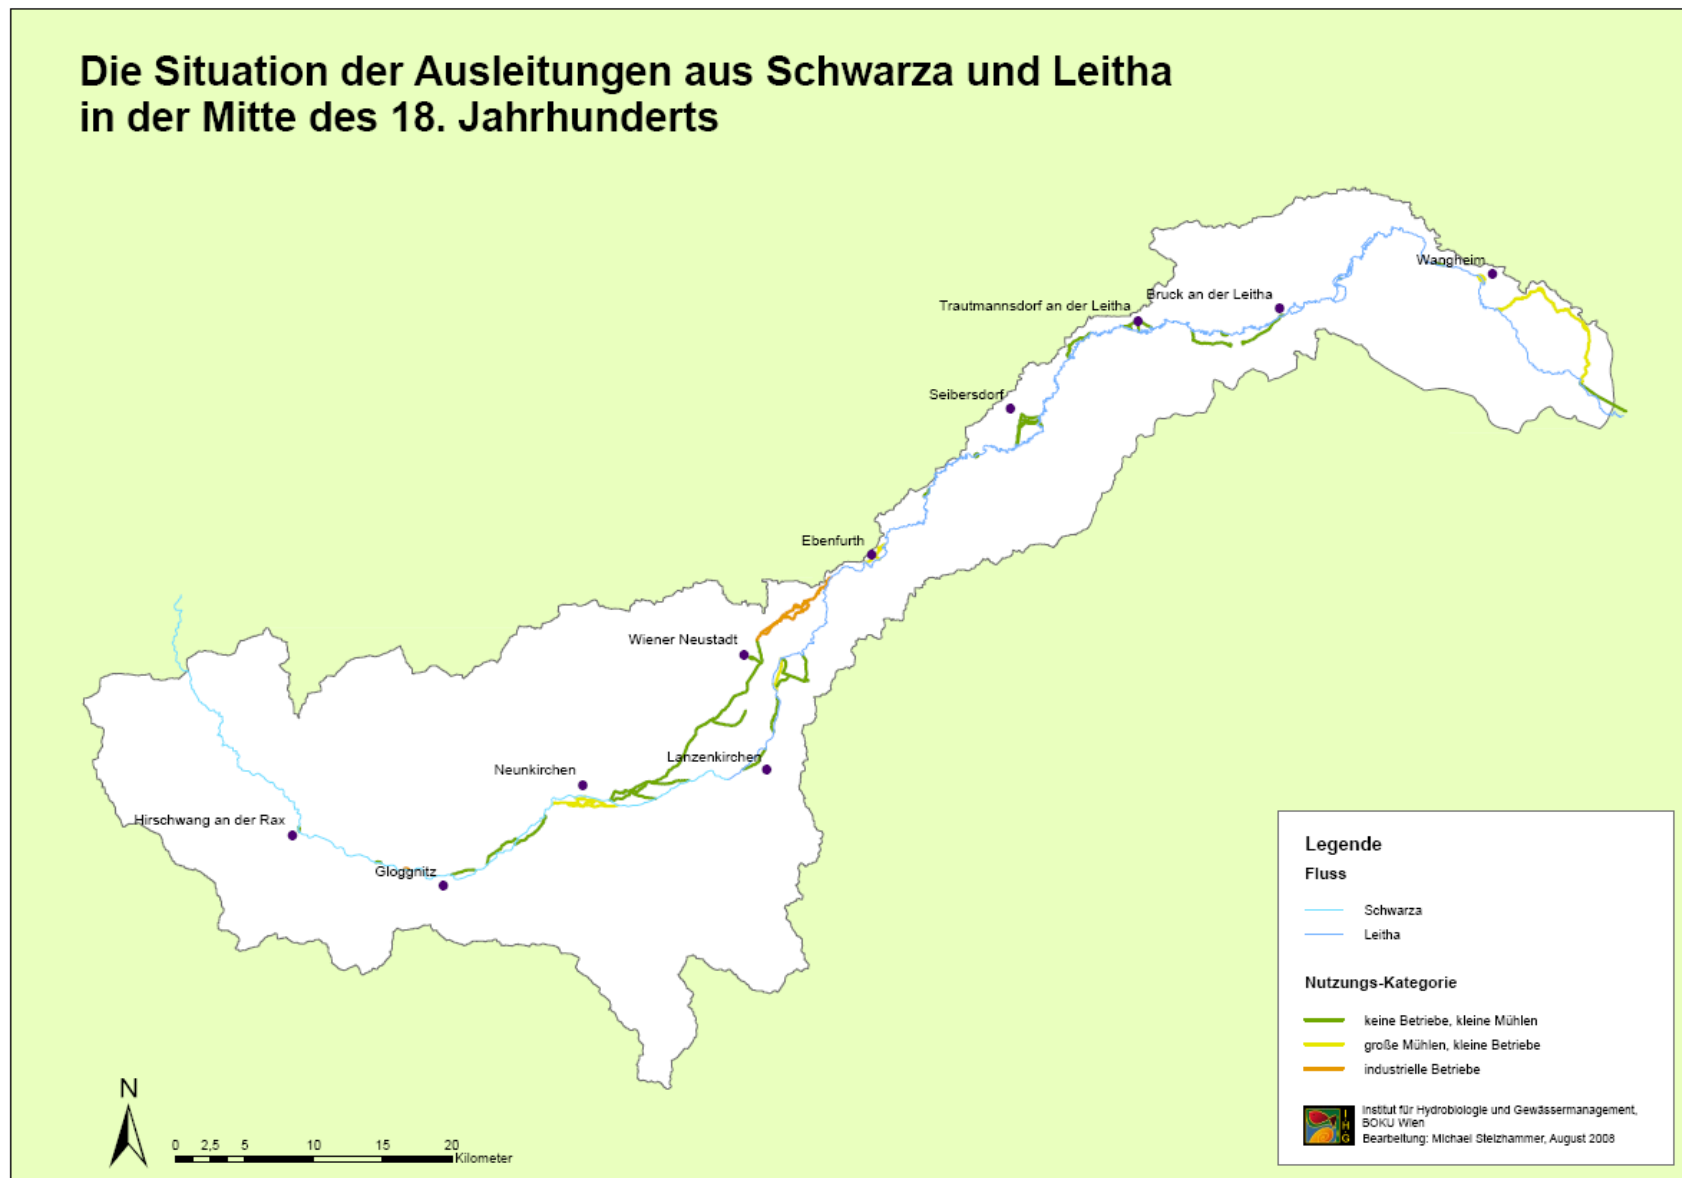 Die Situation der Ausleitungen aus Schwarza und Leitha
in der Mitte des 18. Jahrhunderts
Wangheim
Bruck an der Leitha
Trautmannsdorf an der Leitha
Seibersdorf
Ebenfurth
Wiener Neustadt
Lanzenkirchen
Neunkirchen
Hirschwang an der Rax
Gloggnitz
Legende
Fluss
Schwarza
Leitha
Nutzungs-Kategorie
keine Betriebe, kleine Mühlen
große Mühlen, kleine Betriebe
industrielle Betriebe
IHG
Institut für Hydrobiologie und Gewässermanagement,
BOKU Wien
Bearbeitung: Michael Stelzhammer, August 2008
N
0 2,5 5 10 15 20
Kilometer